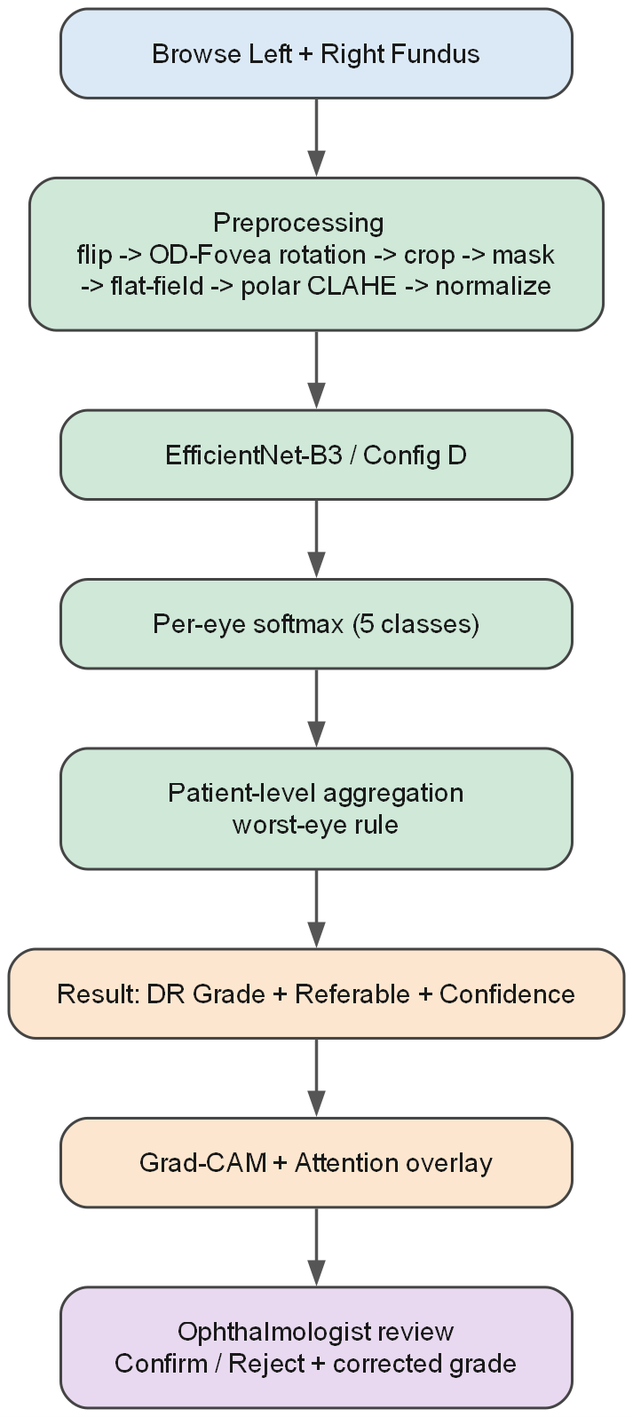 Browse Left + Right Fundus
Preprocessing
flip -> OD-Fovea rotation -> crop -> mask
-> flat-field -> polar CLAHE -> normalize
EfficientNet-B3 / Config D
Per-eye softmax (5 classes)
Patient-level aggregation
worst-eye rule
Result: DR Grade + Referable + Confidence
Grad-CAM + Attention overlay
Ophthalmologist review
Confirm / Reject + corrected grade